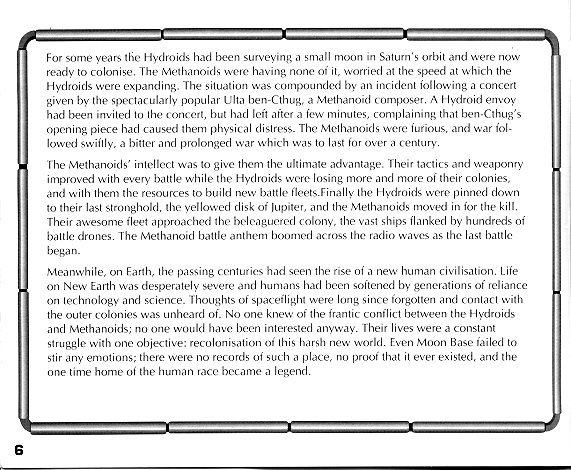 For some years the Hydroids had been surveying a small moon in Saturn's orbit and were now
ready to colonise. The Methanoids were having none of it, worried at the speed at which the
Hydroids were expanding. The situation was compounded by an incident following a concert
given by the spectacularly popular Ulta ben-Cthug, a Methanoid composer. A Hydroid envoy
had been invited to the concert, but had left after a few minutes, complaining that ben-Cthug's
opening piece had caused them physical distress. The Methanoids were furious, and war fol-
lowed swiftly, a bitter and prolonged war which was to last for over a century.
The Methanoids' intellect was to give them the ultimate advantage. Their tactics and weaponry
improved with every battle while the Hydroids were losing more and more of their colonies,
and with them the resources to build new battle fleets.Finally the Hydroids were pinned down
to their last stronghold, the yellowed disk of Jupiter, and the Methanoids moved in for the kill.
Their awesome fleet approached the beleaguered colony, the vast ships flanked by hundreds of
battle drones. The Methanoid battle anthem boomed across the radio waves as the last battle
began.
Meanwhile, on Earth, the passing centuries had seen the rise of a new human civilisation. Life
on New Earth was desperately severe and humans had been softened by generations of reliance
on technology and science. Thoughts of spaceflight were long since forgotten and contact with
the outer colonies was unheard of. No one knew of the frantic conflict between the Hydroids
and Methanoids; no one would have been interested anyway. Their lives were a constant
struggle with one objective: recolonisation of this harsh new world. Even Moon Base failed to
stir any emotions; there were no records of such a place, no proof that it ever existed, and the
one time home of the human race became a legend.
6